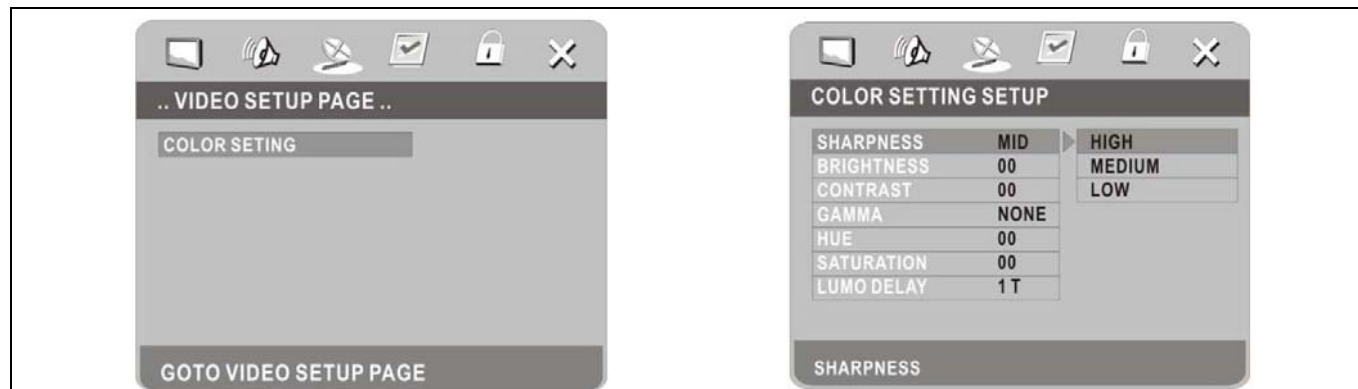 .. VIDEO SETUP PAGE ..
COLOR SETING
GOTO VIDEO SETUP PAGE
COLOR SETTING SETUP
SHARPNESS MID HIGH
BRIGHTNESS 00 MEDIUM
CONTRAST 00 LOW
GAMMA NONE
HUE 00
SATURATION 00
LUMO DELAY 1 T
SHARPNESS